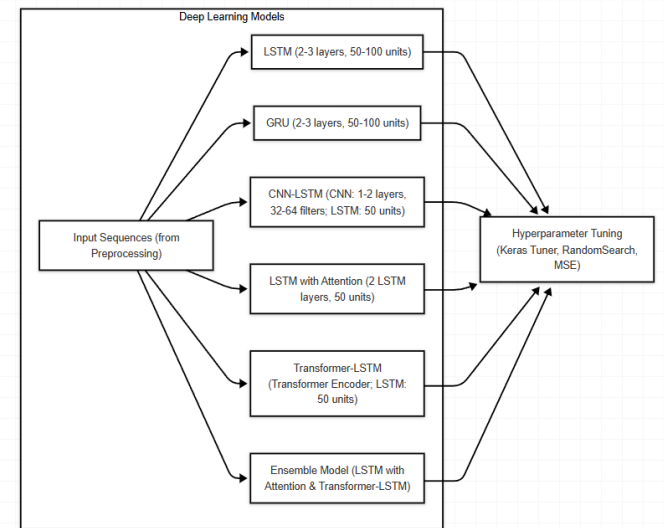 Deep Learning Models
LSTM (2-3 layers, 50-100 units)
GRU (2-3 layers, 50-100 units)
CNN-LSTM (CNN: 1-2 layers,
32-64 filters; LSTM: 50 units)
Input Sequences (from
Preprocessing)
Hyperparameter Tuning
(Keras Tuner, RandomSearch,
MSE)
LSTM with Attention (2 LSTM
layers, 50 units)
Transformer-LSTM
(Transformer Encoder; LSTM:
50 units)
Ensemble Model (LSTM with
Attention & Transformer-LSTM)